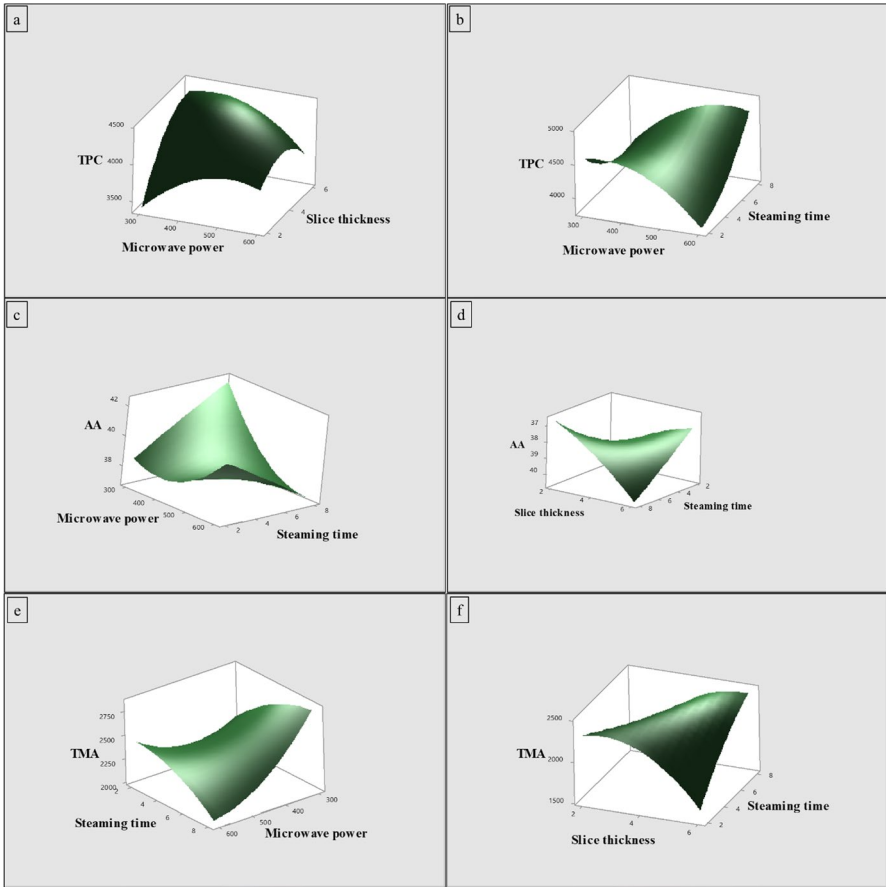 a
4500
TPC
4000
3500
300
400
500
600
2
4
6
Microwave power
Slice thickness
b
5000
TPC
4500
4000
300
400
500
600
2
4
6
8
Microwave power
Steaming time
c
42
AA
40
38
300
400
500
600
2
4
6
8
Microwave power
Steaming time
d
37
AA
38
39
40
2
4
6
8
6
4
2
Slice thickness
Steaming time
e
2750
2500
TMA
2250
2000
2
4
6
8
600
500
400
300
Steaming time
Microwave power
f
2500
TMA
2000
1500
2
4
6
2
4
6
8
Slice thickness
Steaming time